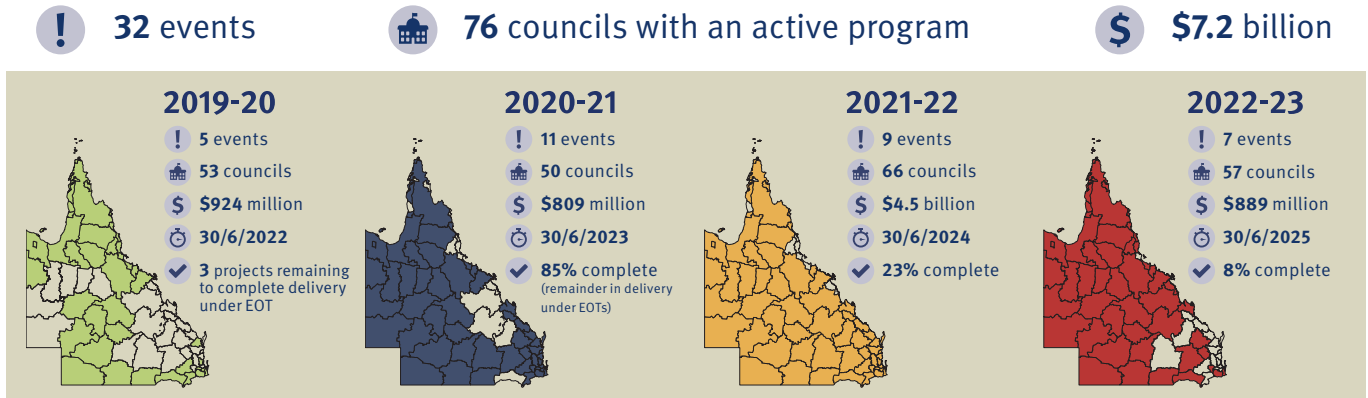 32 events
76 councils with an active program
$7.2 billion
2019-20
5 events
53 councils
$924 million
30/6/2022
3 projects remaining
to complete delivery
under EOT
2020-21
11 events
50 councils
$809 million
30/6/2023
85% complete
(remainder in delivery
under EOTs)
2021-22
9 events
66 councils
$4.5 billion
30/6/2024
23% complete
2022-23
7 events
57 councils
$889 million
30/6/2025
8% complete